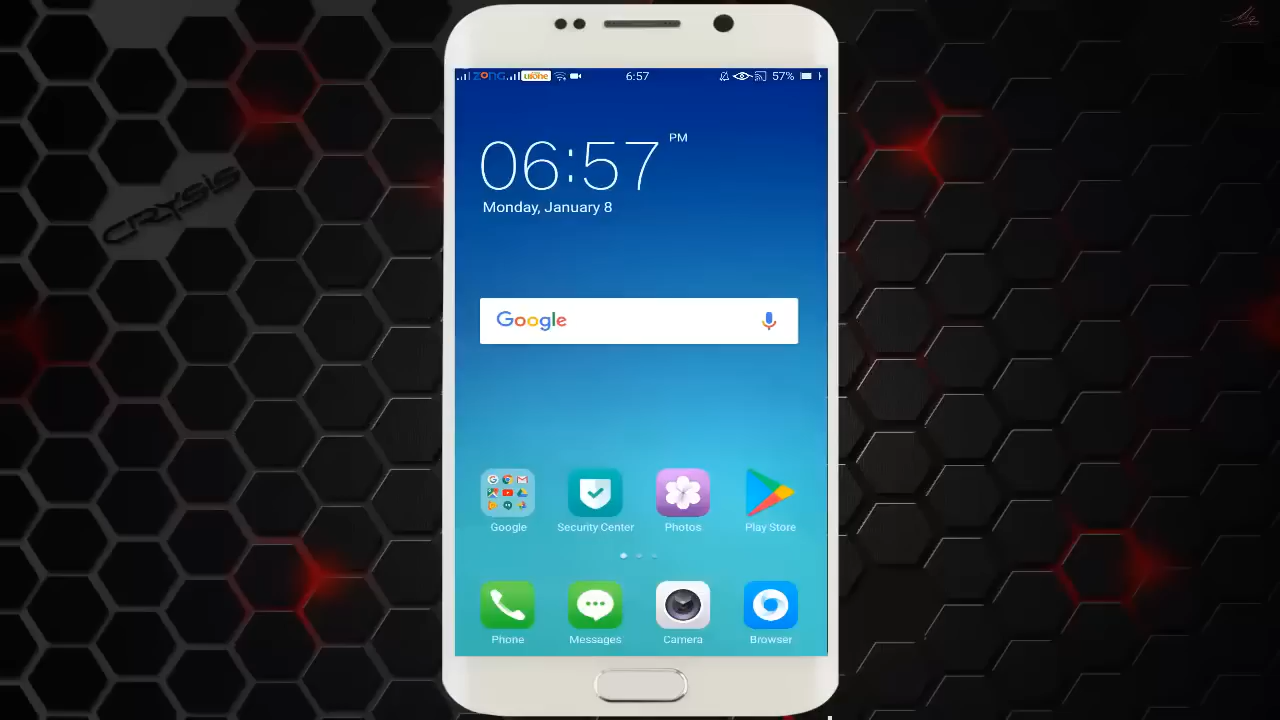 ZONG Ufone 6:57 57%
06:57 PM
Monday, January 8
Google
Google Security Center Photos Play Store
Phone Messages Camera Browser
CRYSIS